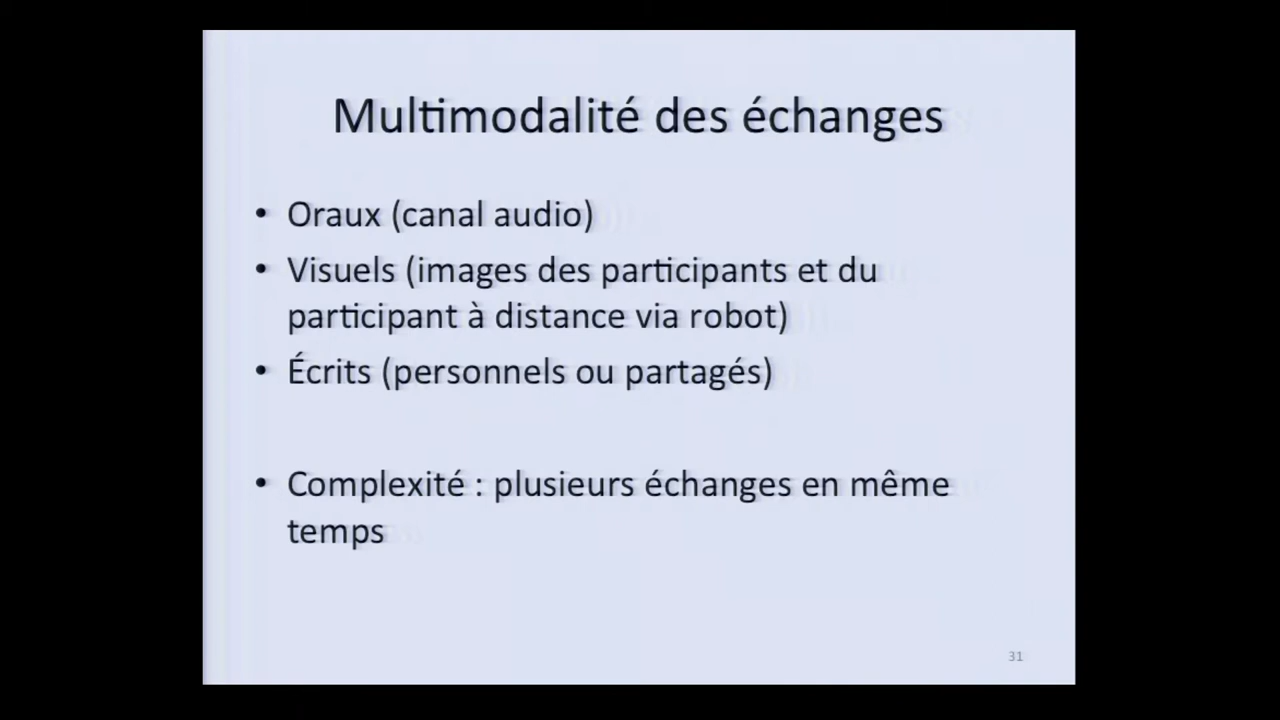 Multimodalité des échanges
• Oraux (canal audio)
• Visuels (images des participants et du
participant à distance via robot)
• Écrits (personnels ou partagés)
• Complexité : plusieurs échanges en même
temps
31